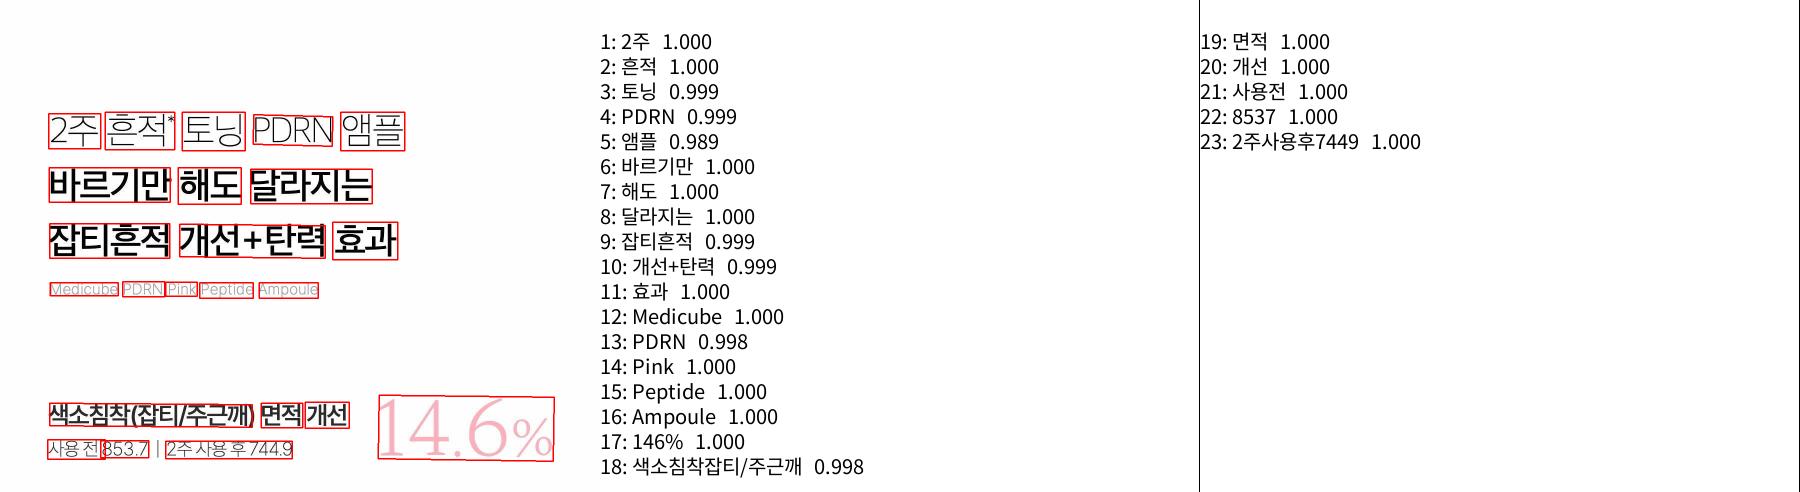 2주 흔적* 토닝 PDRN 앰플
바르기만 해도 달라지는
잡티흔적 개선+탄력 효과
Medicube PDRN Pink Peptide Ampoule
색소침착(잡티/주근깨) 면적 개선
14.6%
사용 전 853.7 | 2주 사용 후 744.9
1: 2주 1.000
2: 흔적 1.000
3: 토닝 0.999
4: PDRN 0.999
5: 앰플 0.989
6: 바르기만 1.000
7: 해도 1.000
8: 달라지는 1.000
9: 잡티흔적 0.999
10: 개선+탄력 0.999
11: 효과 1.000
12: Medicube 1.000
13: PDRN 0.998
14: Pink 1.000
15: Peptide 1.000
16: Ampoule 1.000
17: 146% 1.000
18: 색소침착잡티/주근깨 0.998
19: 면적 1.000
20: 개선 1.000
21: 사용전 1.000
22: 8537 1.000
23: 2주사용후7449 1.000